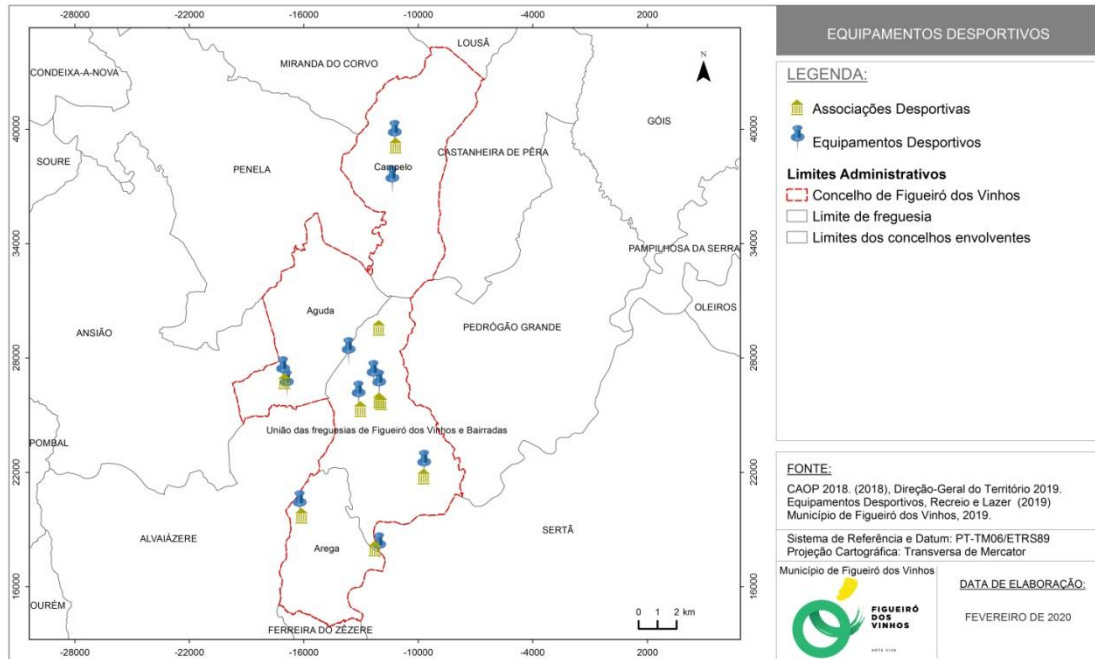 -28000 -22000 -16000 -10000 -4000 2000
EQUIPAMENTOS DESPORTIVOS
LOUSÃ
MIRANDA DO CORVO
CONDEIXA-A-NOVA
N
GÓIS
40000
CASTANHEIRA DE PÊRA
SOURE
PENELA
Campelo
34000
PAMPILHOSA DA SERRA
OLEIROS
Aguda
ANSIÃO
PEDRÓGÃO GRANDE
28000
União das freguesias de Figueiró dos Vinhos e Bairradas
POMBAL
22000
SERTÃ
ALVAIÁZERE
Arega
16000
OURÉM
0 1 2 km
FERREIRA DO ZÊZERE
-28000 -22000 -16000 -10000 -4000 2000
LEGENDA:
Associações Desportivas
Equipamentos Desportivos
Limites Administrativos
Concelho de Figueiró dos Vinhos
Limite de freguesia
Limites dos concelhos envolventes
FONTE:
CAOP 2018. (2018), Direção-Geral do Território 2019.
Equipamentos Desportivos, Recreio e Lazer (2019)
Município de Figueiró dos Vinhos, 2019.
Sistema de Referência e Datum: PT-TM06/ETRS89
Projeção Cartográfica: Transversa de Mercator
Município de Figueiró dos Vinhos
FIGUEIRÓ
DOS
VINHOS
ARTE VIVA
DATA DE ELABORAÇÃO:
FEVEREIRO DE 2020